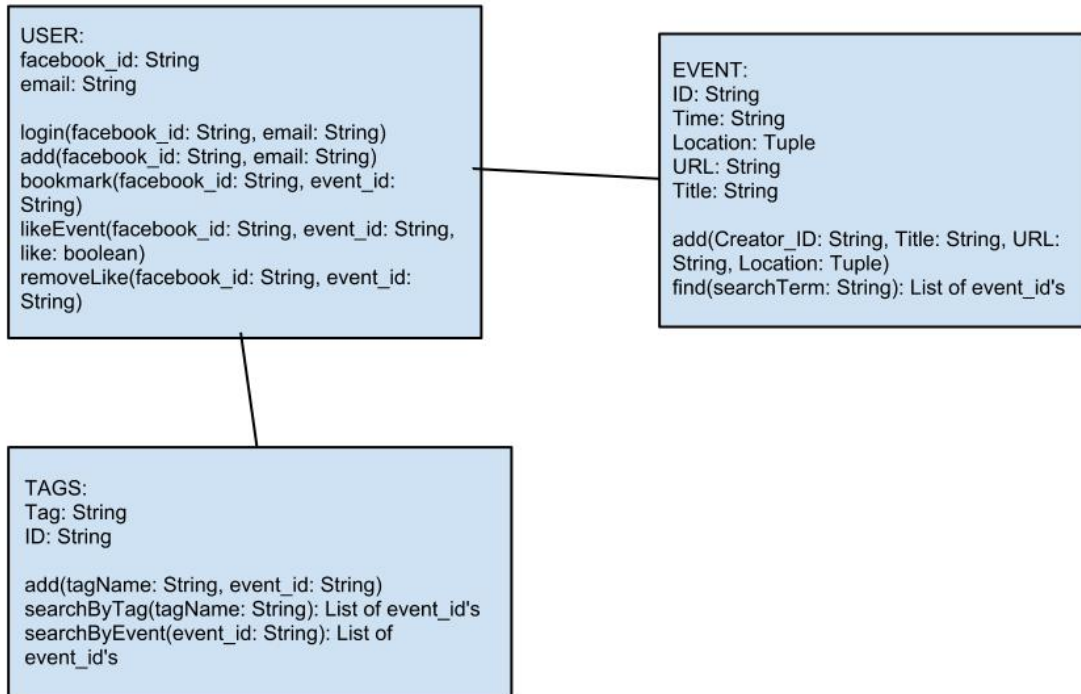 USER:
facebook_id: String
email: String
login(facebook_id: String, email: String)
add(facebook_id: String, email: String)
bookmark(facebook_id: String, event_id:
String)
likeEvent(facebook_id: String, event_id: String,
like: boolean)
removeLike(facebook_id: String, event_id:
String)
EVENT:
ID: String
Time: String
Location: Tuple
URL: String
Title: String
add(Creator_ID: String, Title: String, URL:
String, Location: Tuple)
find(searchTerm: String): List of event_id's
TAGS:
Tag: String
ID: String
add(tagName: String, event_id: String)
searchByTag(tagName: String): List of event_id's
searchByEvent(event_id: String): List of
event_id's